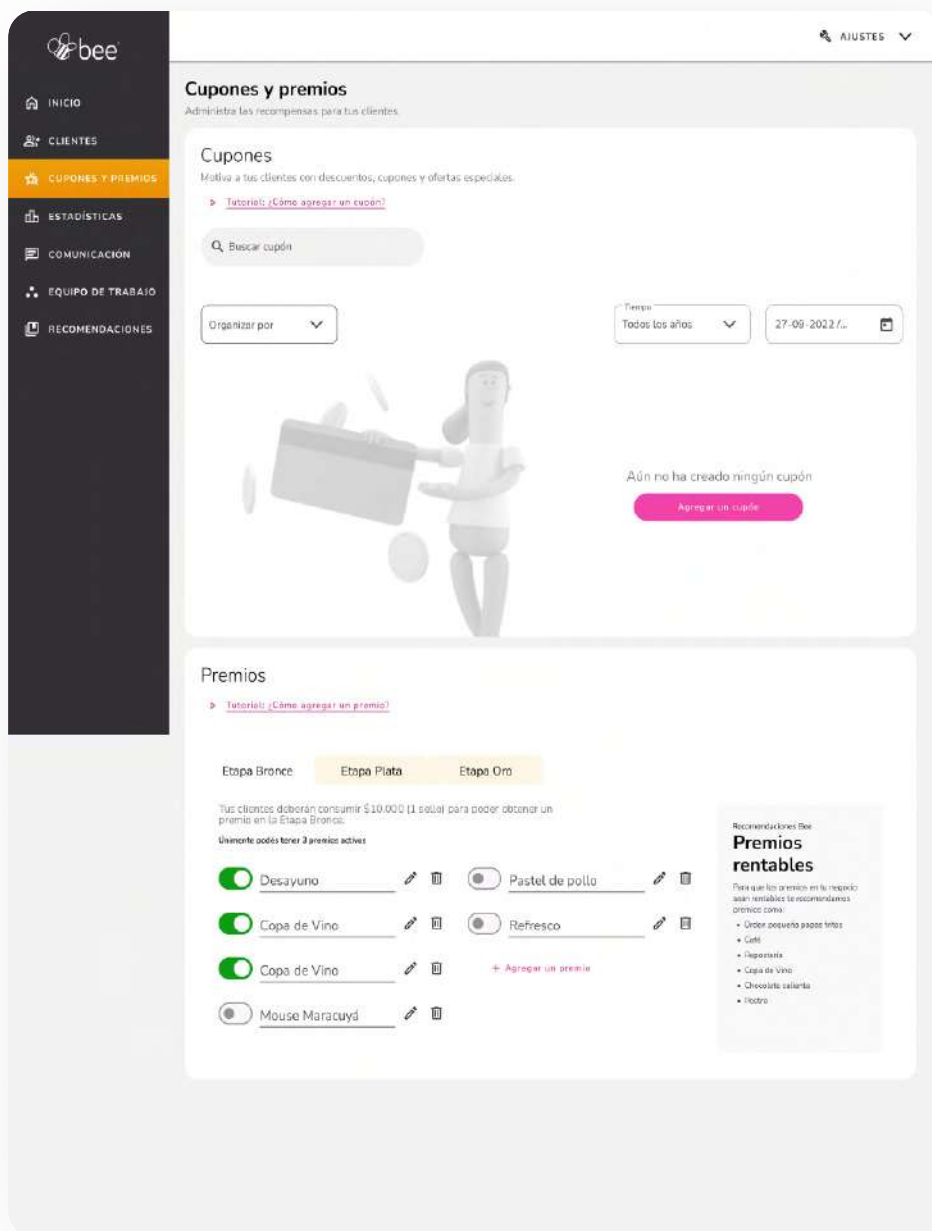 bee
AJUSTES
INICIO
CLIENTES
CUPONES Y PREMIOS
ESTADÍSTICAS
COMUNICACIÓN
EQUIPO DE TRABAJO
RECOMENDACIONES
Cupones y premios
Administra las recompensas para tus clientes.
Cupones
Motiva a tus clientes con descuentos, cupones y ofertas especiales.
Tutorial: ¿Cómo agregar un cupón?
Buscar cupón
Organizar por
Tiempo
Todos los años
27-09-2022/...
Aún no ha creado ningún cupón
Agregar un cupón
Premios
Tutorial: ¿Cómo agregar un premio?
Etapa Bronce
Etapa Plata
Etapa Oro
Tus clientes deberán consumir $10.000 (1 sello) para poder obtener un
premio en la Etapa Bronce.
Únimente podés tener 3 premios activos
Desayuno
Pastel de pollo
Copa de Vino
Refresco
Copa de Vino
+ Agregar un premio
Mouse Maracuyá
Recomendaciones Bee
Premios
rentables
Para que los premios en tu negocio
sean rentables te recomendamos
premios como:
• Orden pequeña papas fritas
• Café
• Repostería
• Copa de vino
• Chocolate caliente
• Postre